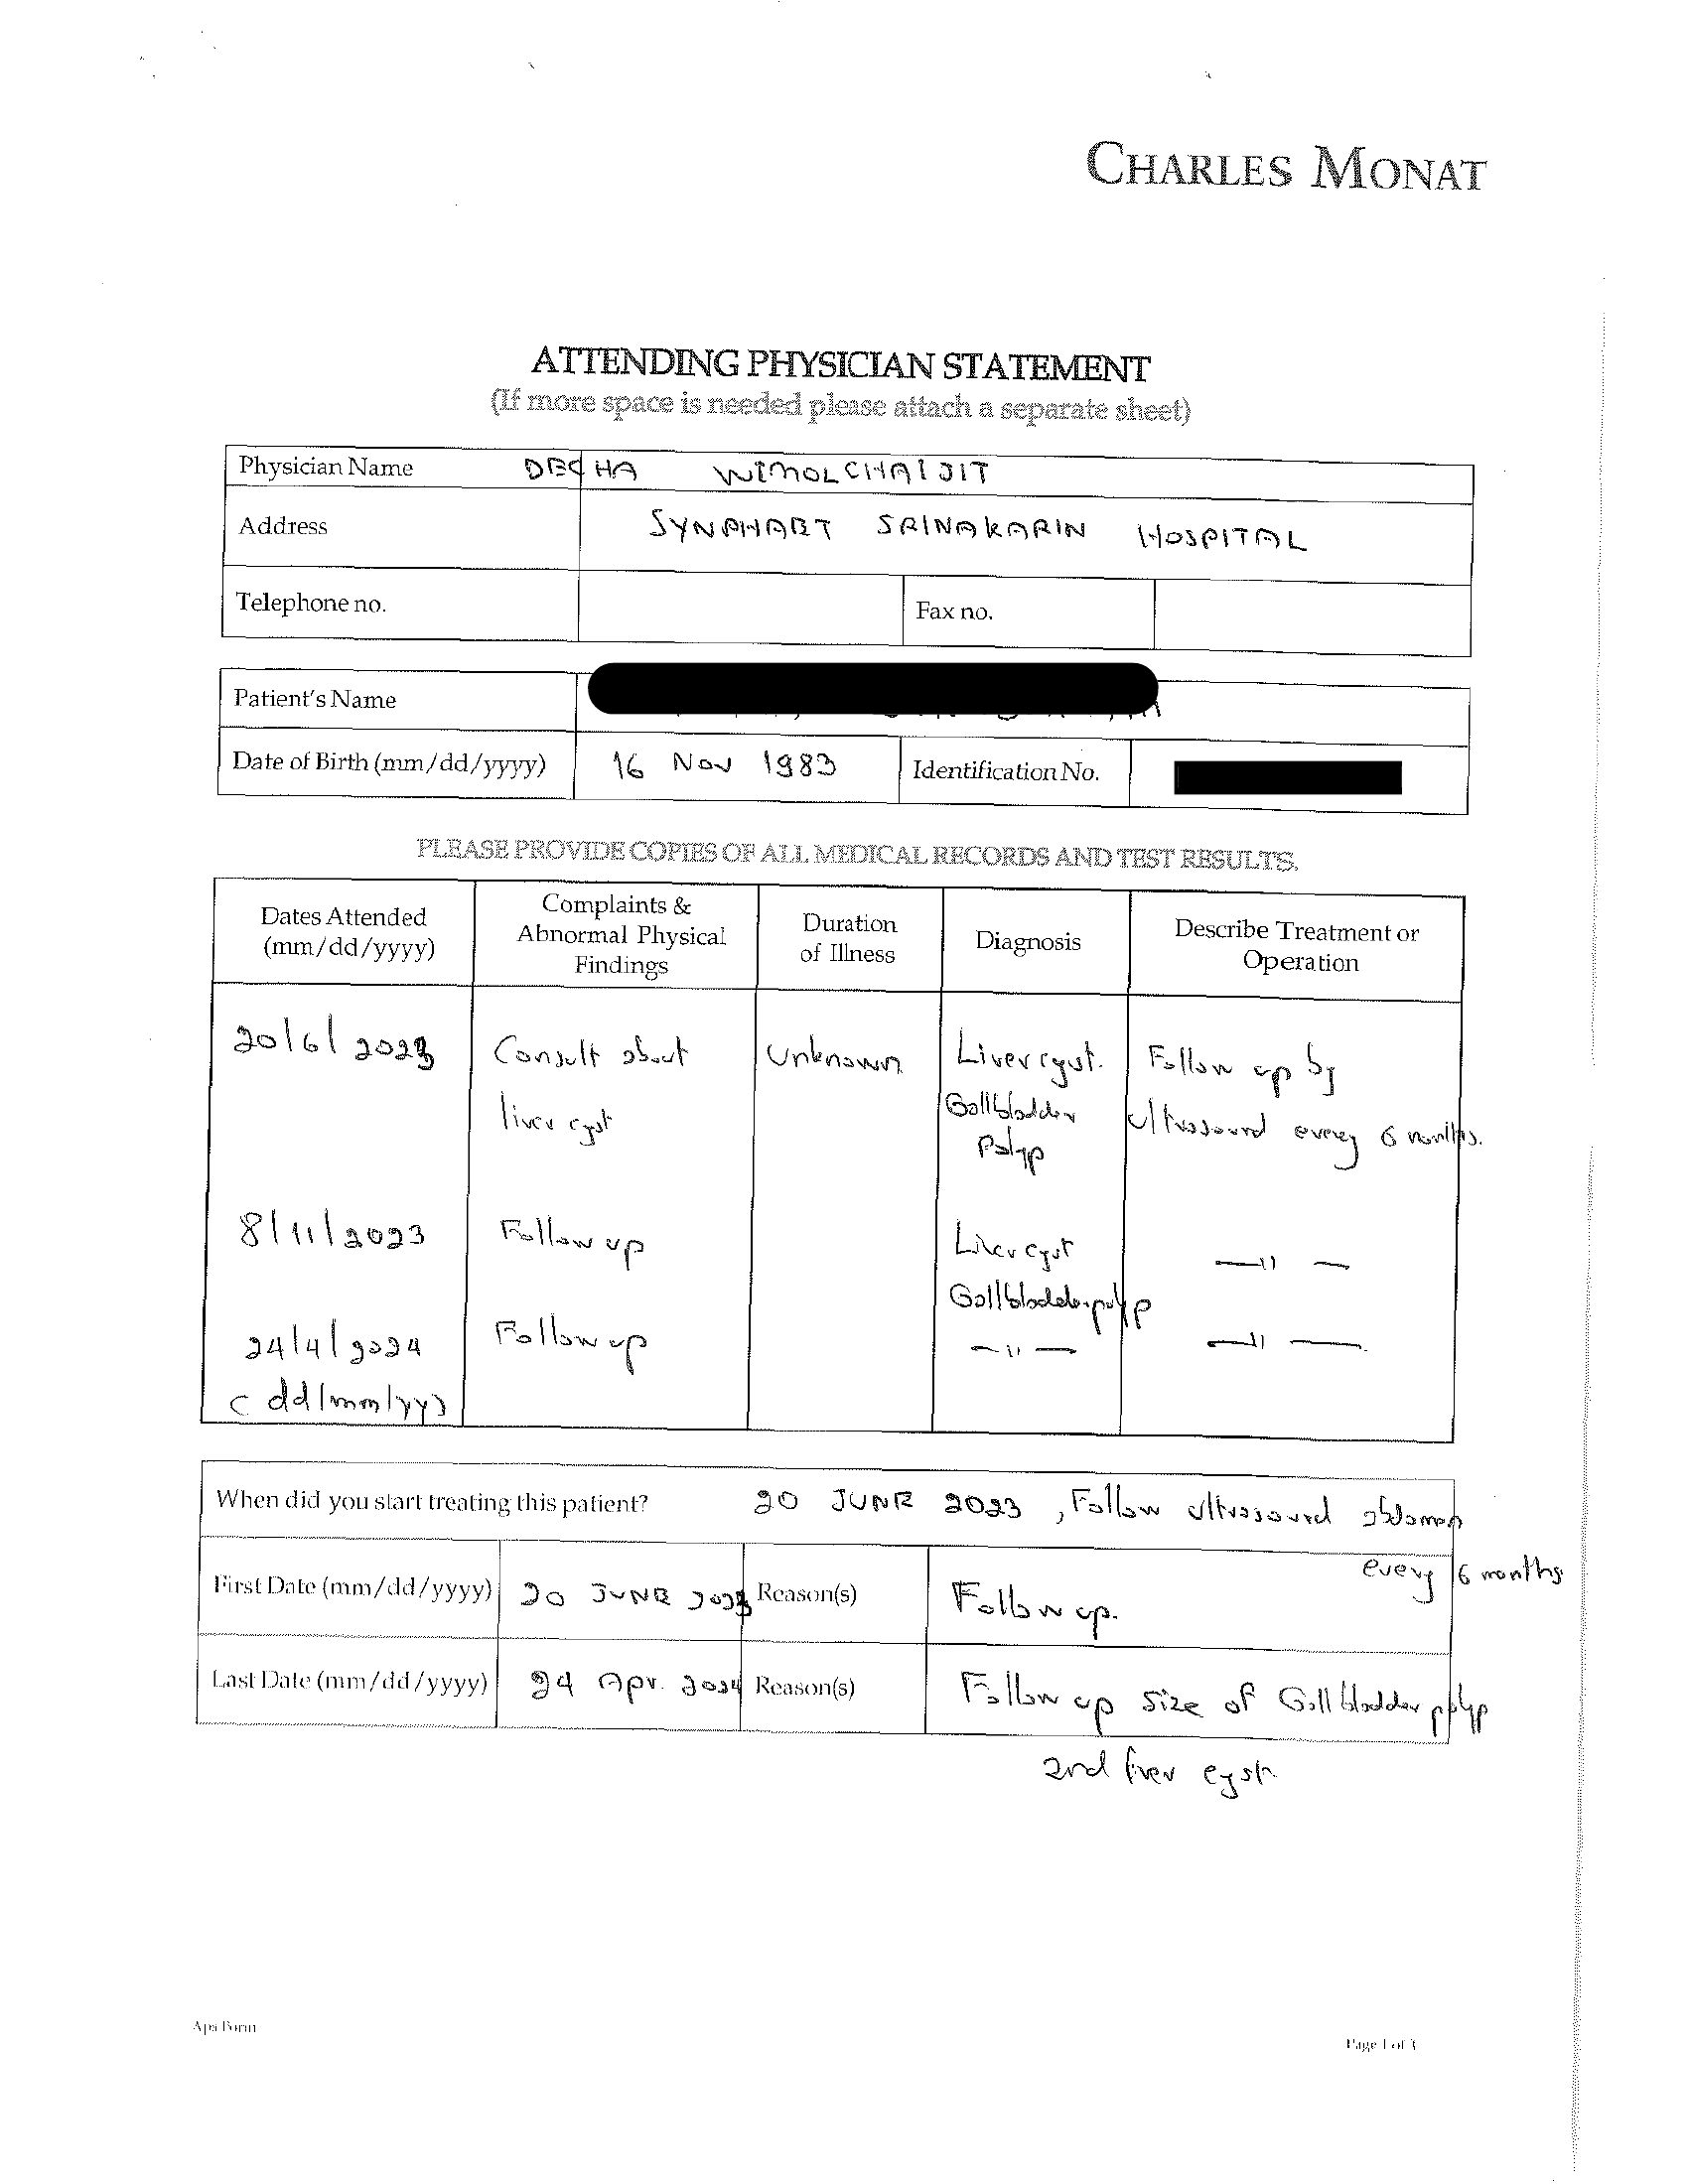 CHARLES MONAT
ATTENDING PHYSICIAN STATEMENT
(If more space is needed please attach a separate sheet)
Physician Name DECHA WIMOLCHAIJIT
Address SYNPHAET SRINAKARIN HOSPITAL
Telephone no. Fax no.
Patient's Name
Date of Birth (mm/dd/yyyy) 16 Nov 1983 Identification No.
PLEASE PROVIDE COPIES OF ALL MEDICAL RECORDS AND TEST RESULTS.
Dates Attended
(mm/dd/yyyy)
Complaints &
Abnormal Physical
Findings
Duration
of Illness
Diagnosis
Describe Treatment or
Operation
20/6/2023 Consult about Unknown Liver cyst. Follow up by
liver cyst Gallbladder ultrasound every 6 months.
Polyp
8/11/2023 Follow up Liver cyst —"—
Gallbladder polyp
24/4/2024 Follow up —"— —"—
(dd/mm/yy)
When did you start treating this patient? 20 JUNE 2023, Follow ultrasound abdomen
every 6 months
First Date (mm/dd/yyyy) 20 JUNE 2023 Reason(s) Follow up.
Last Date (mm/dd/yyyy) 24 Apr. 2024 Reason(s) Follow up size of Gallbladder polyp
and liver cyst
Aps Form
Page 1 of 3